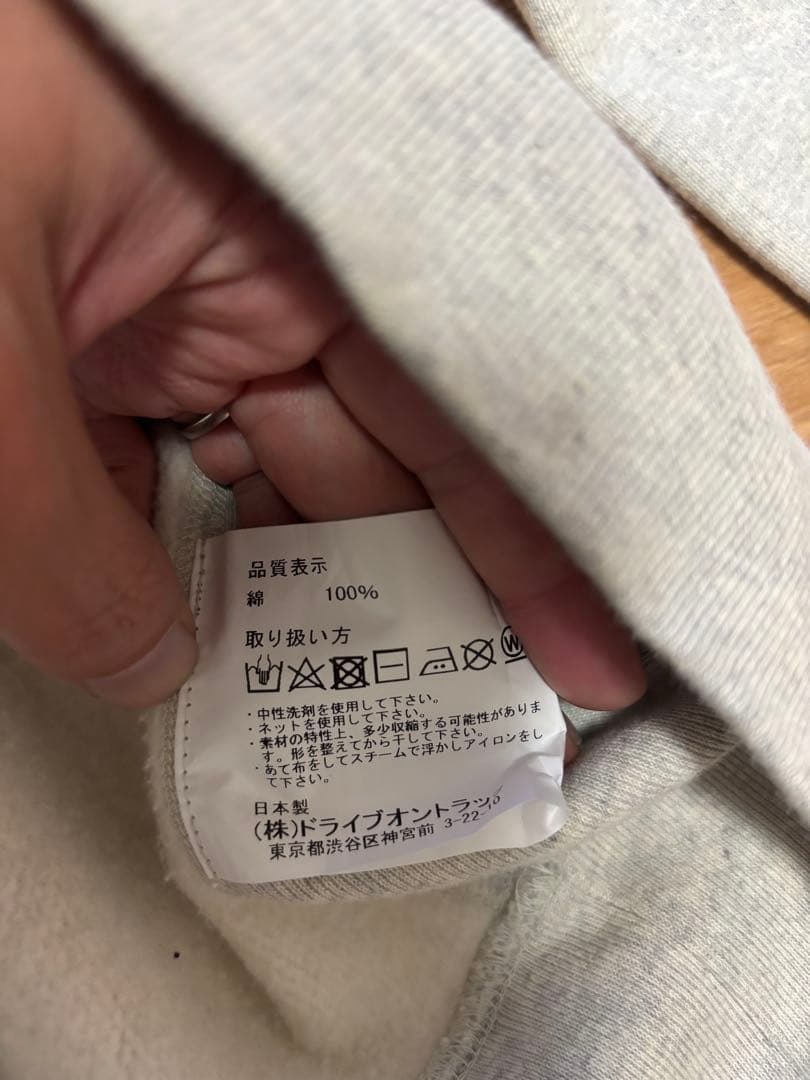 品質表示
綿 100%
取り扱い方
W
・中性洗剤を使用して下さい。
・ネットを使用して下さい。
・素材の特性上、多少収縮する可能性がありま
す。形を整えてから干して下さい。
・あて布をしてスチームで浮かしアイロンをし
て下さい。
日本製
(株)ドライブオントラッ
東京都渋谷区神宮前 3-22-10